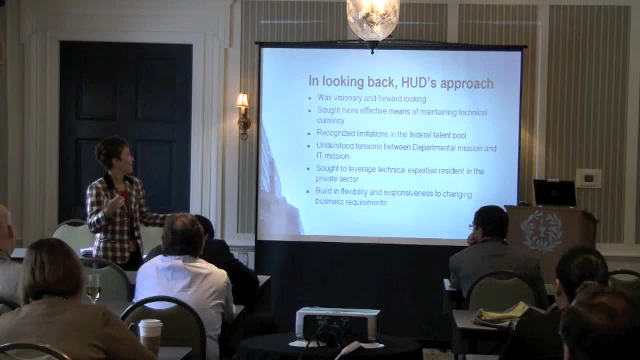 In looking back, HUD's approach
Was visionary and forward looking
Sought more effective means of maintaining technical
currency
Recognized limitations in the federal talent pool
Understood tensions between Departmental mission and
IT mission
Sought to leverage technical expertise resident in the
private sector
Build in flexibility and responsiveness to changing
business requirements